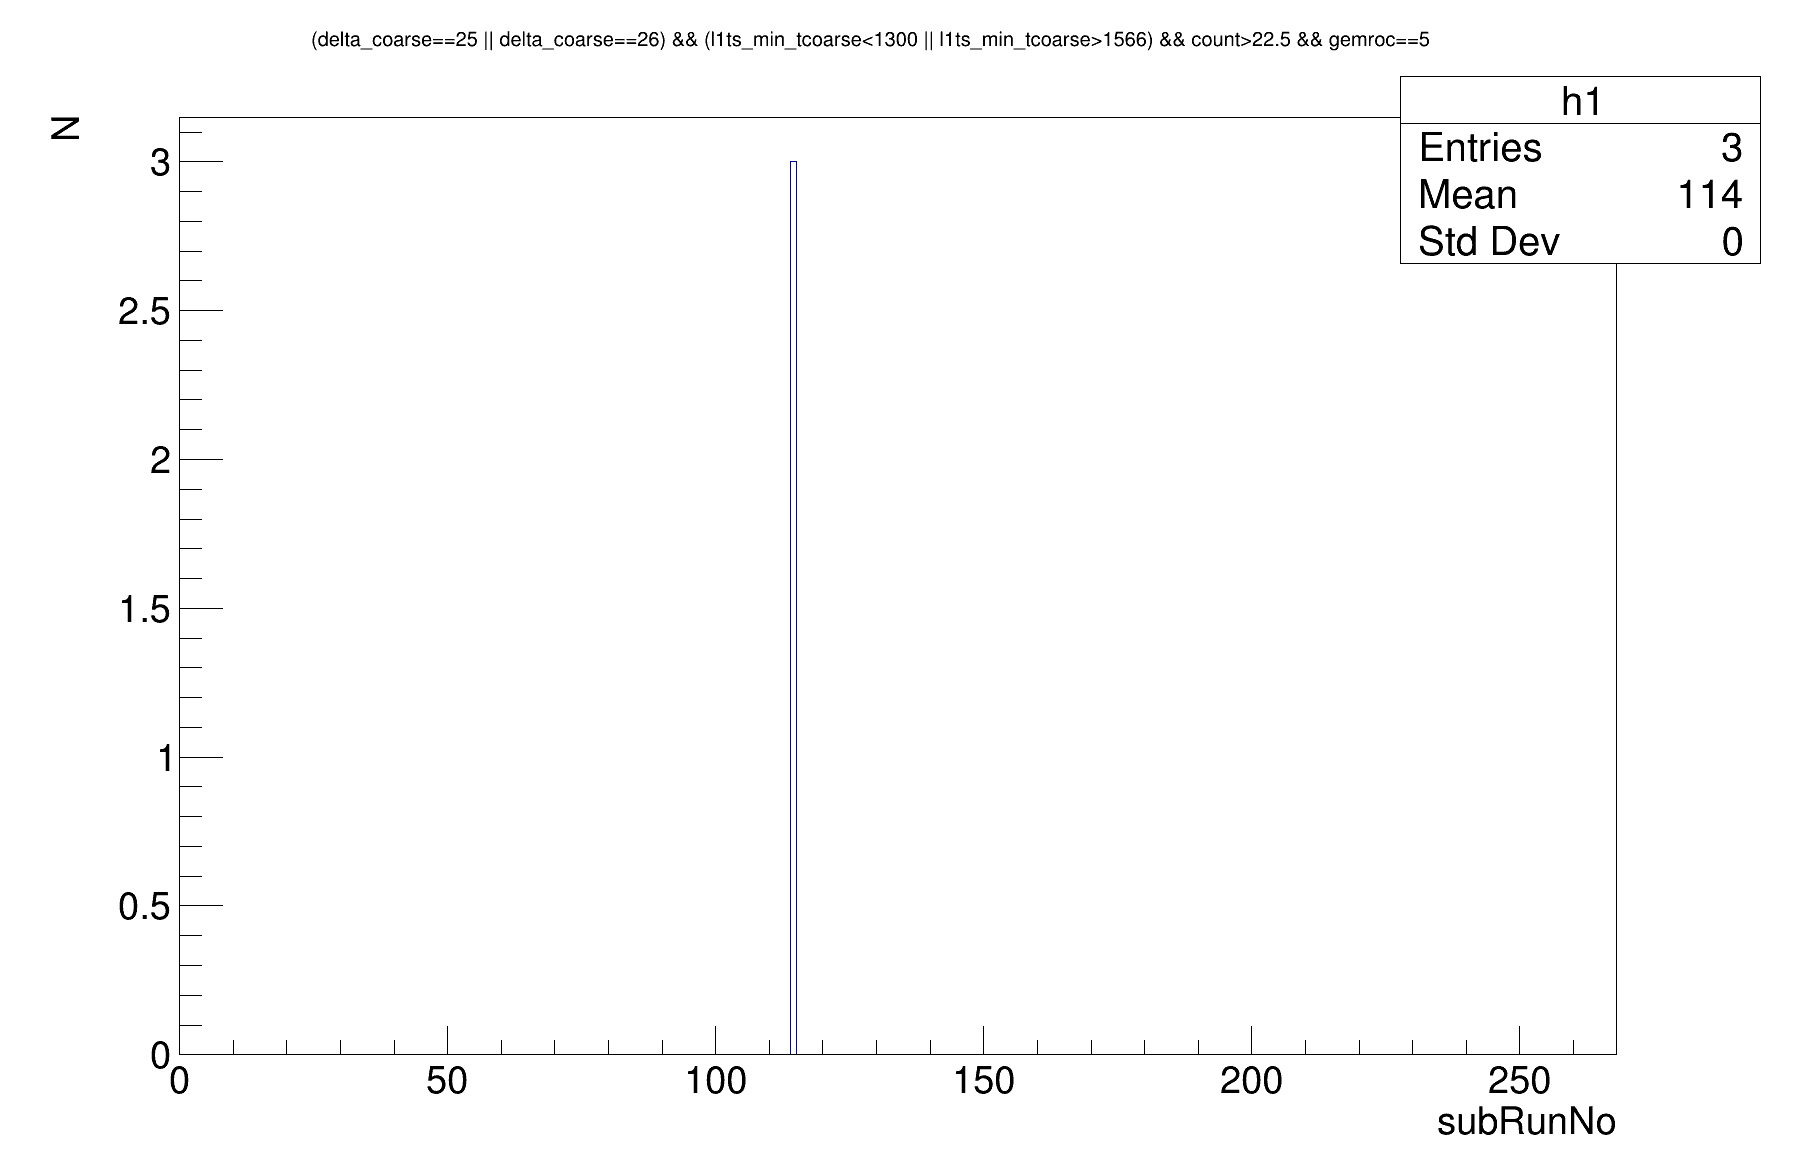 (delta_coarse==25 || delta_coarse==26) && (l1ts_min_tcoarse<1300 || l1ts_min_tcoarse>1566) && count>22.5 && gemroc==5
h1
Entries 3
Mean 114
Std Dev 0
N
3
2.5
2
1.5
1
0.5
0
0 50 100 150 200 250
subRunNo